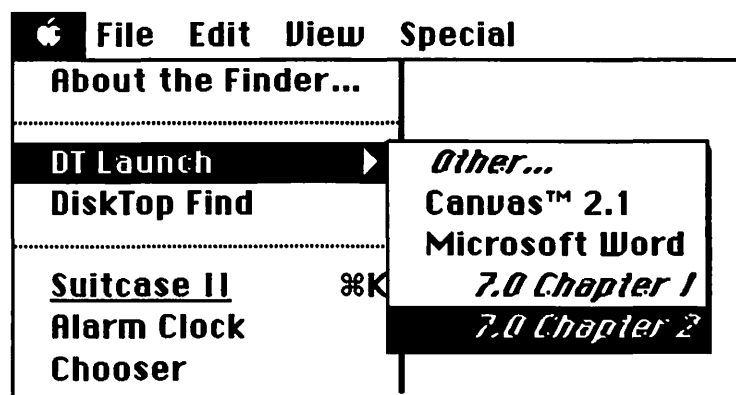 File Edit View Special
About the Finder...
DT Launch
DiskTop Find
Suitcase II ⌘K
Alarm Clock
Chooser
Other...
Canvas™ 2.1
Microsoft Word
7.0 Chapter 1
7.0 Chapter 2